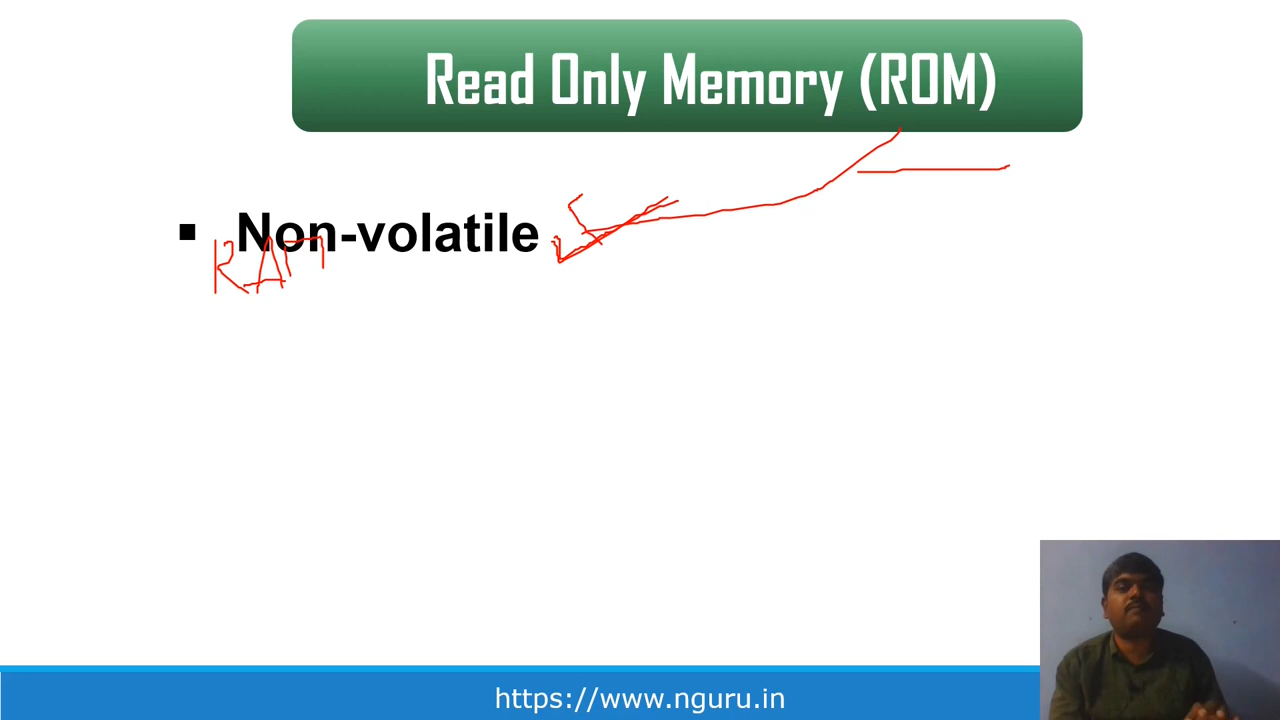 Read Only Memory (ROM)
▪ Non-volatile
RAM
https://www.nguru.in